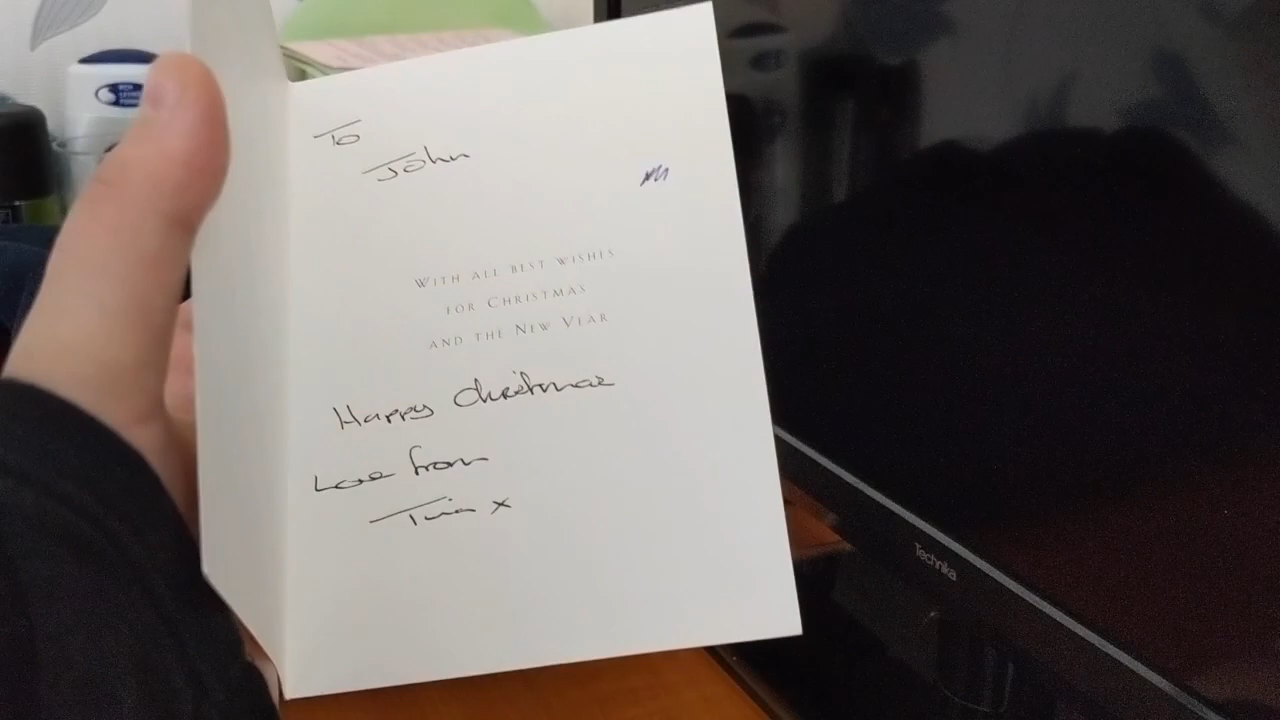 To
John
WITH ALL BEST WISHES
FOR CHRISTMAS
AND THE NEW YEAR
Happy Christmas
Love from
Tina x
Technika